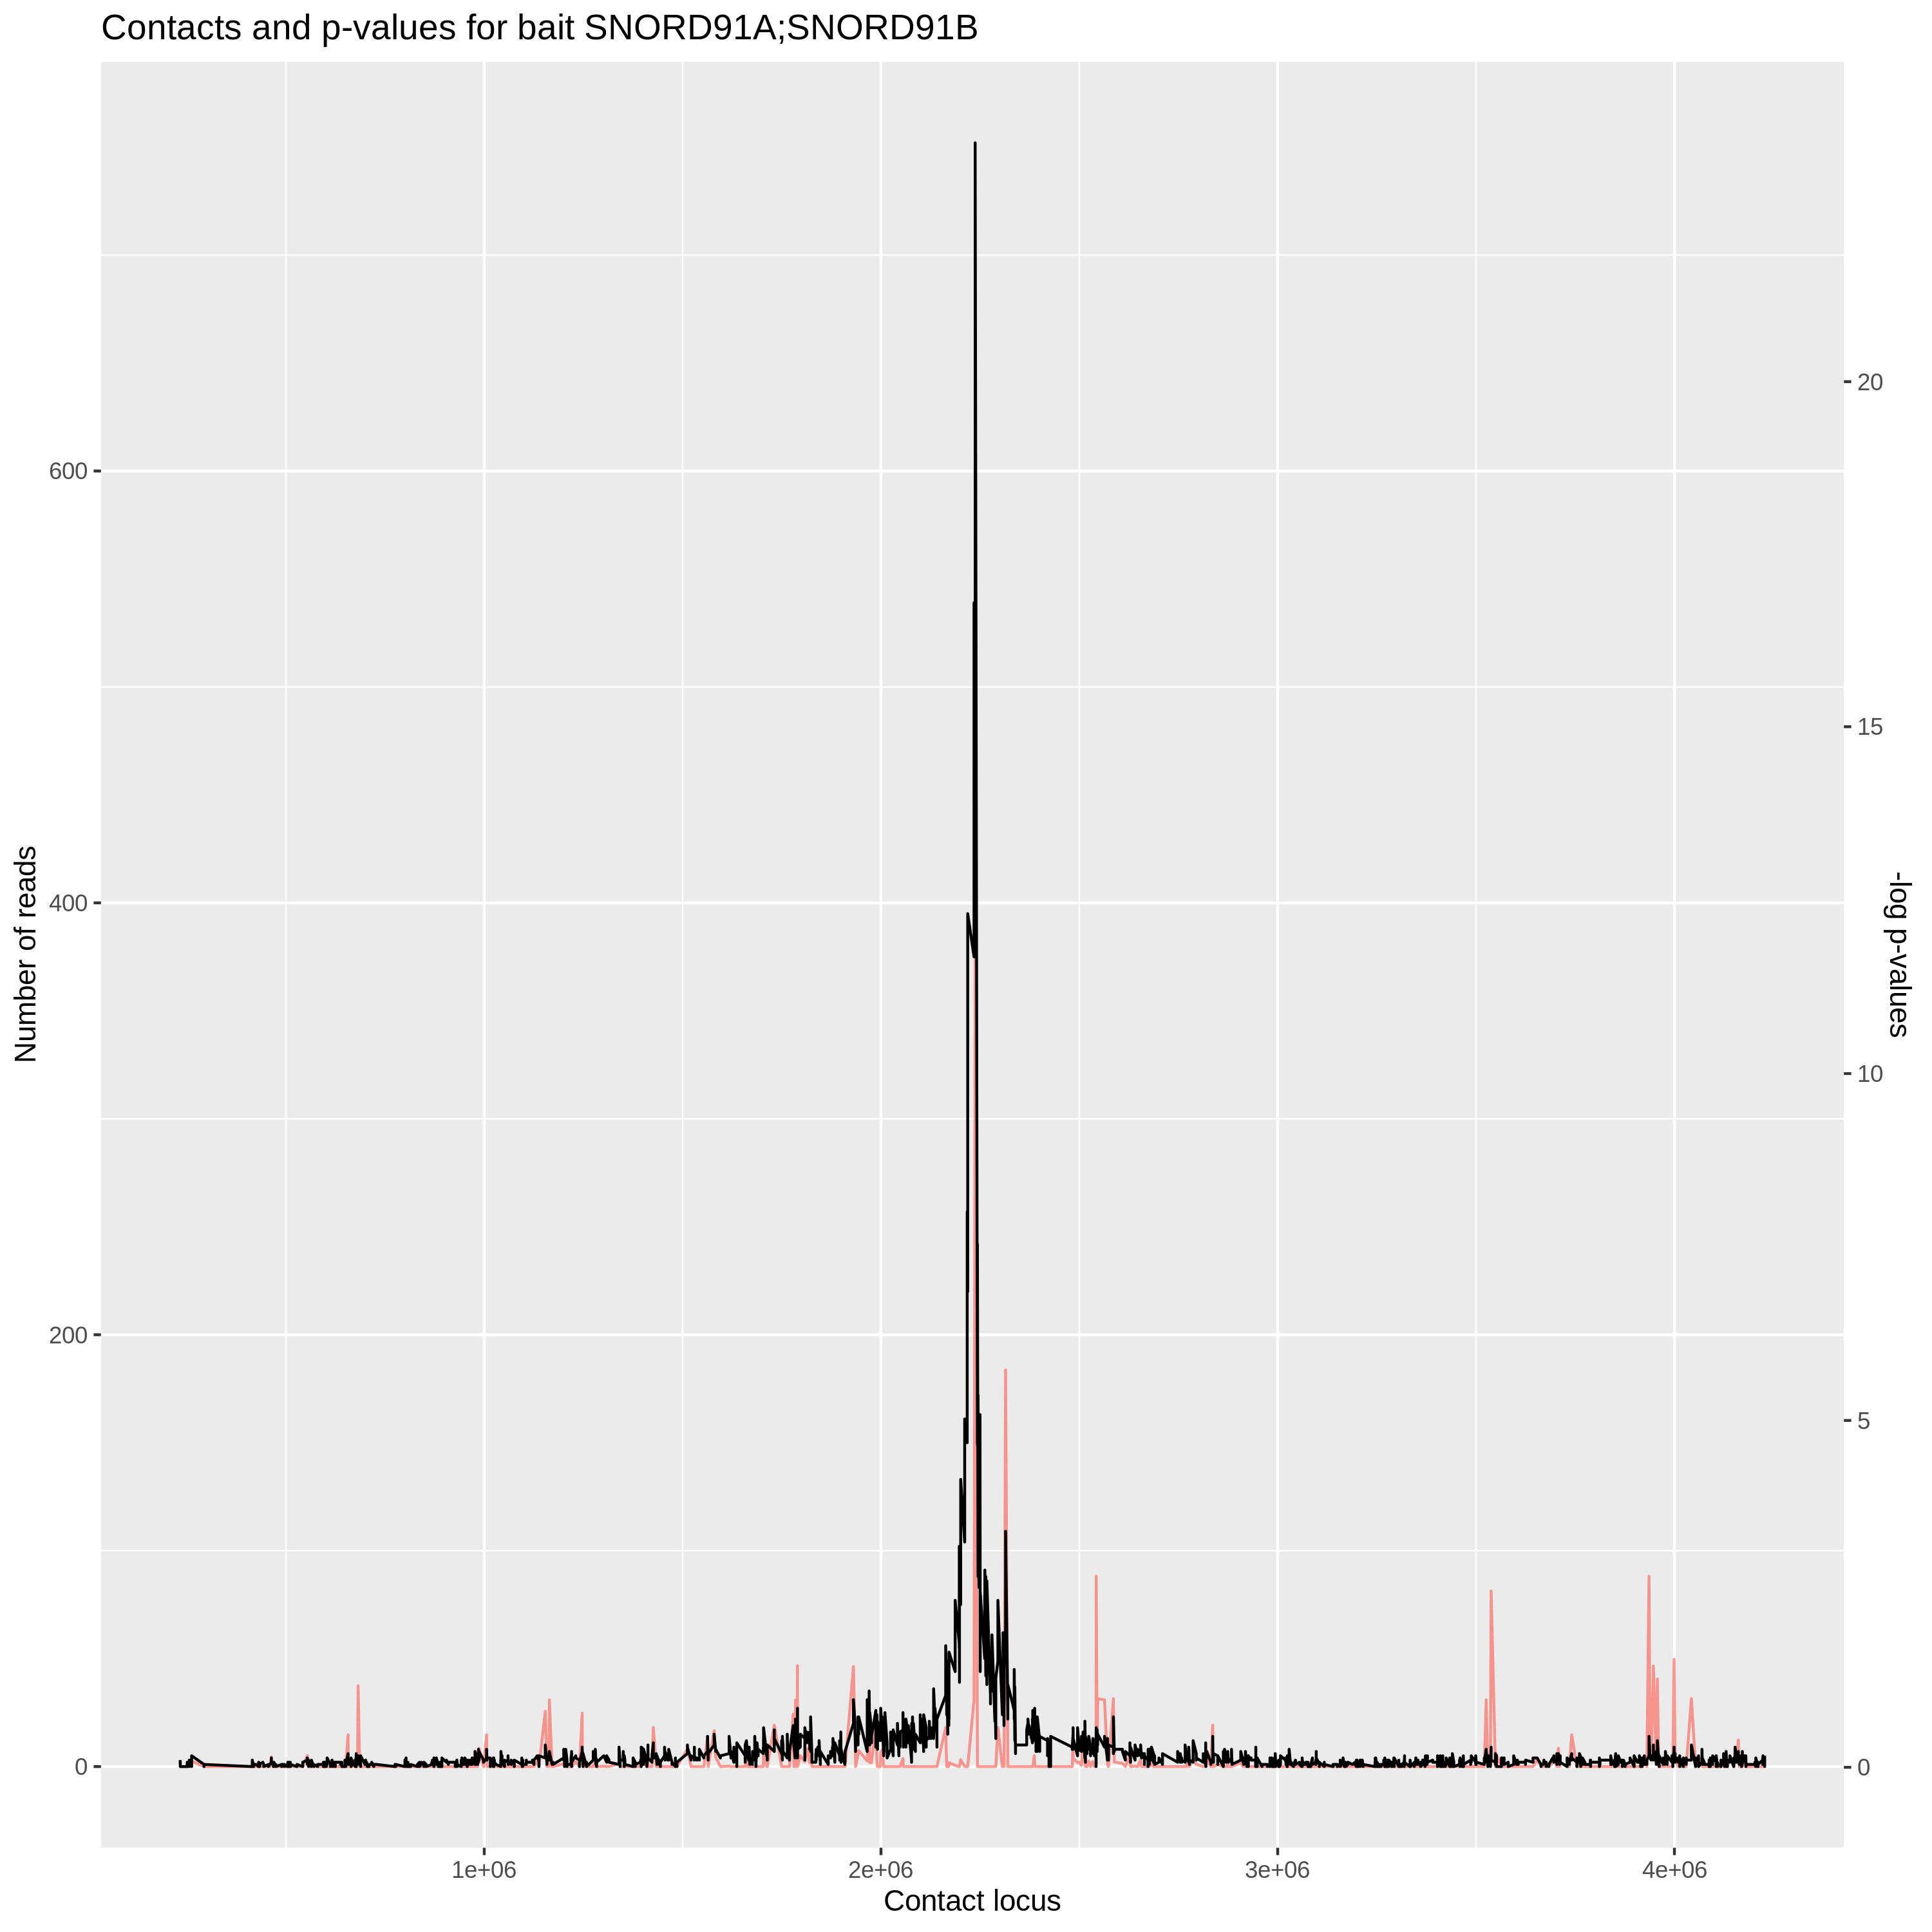 Contacts and p-values for bait SNORD91A;SNORD91B
Number of reads
600
400
200
0
20
15
10
5
0
-log p-values
1e+06
2e+06
3e+06
4e+06
Contact locus